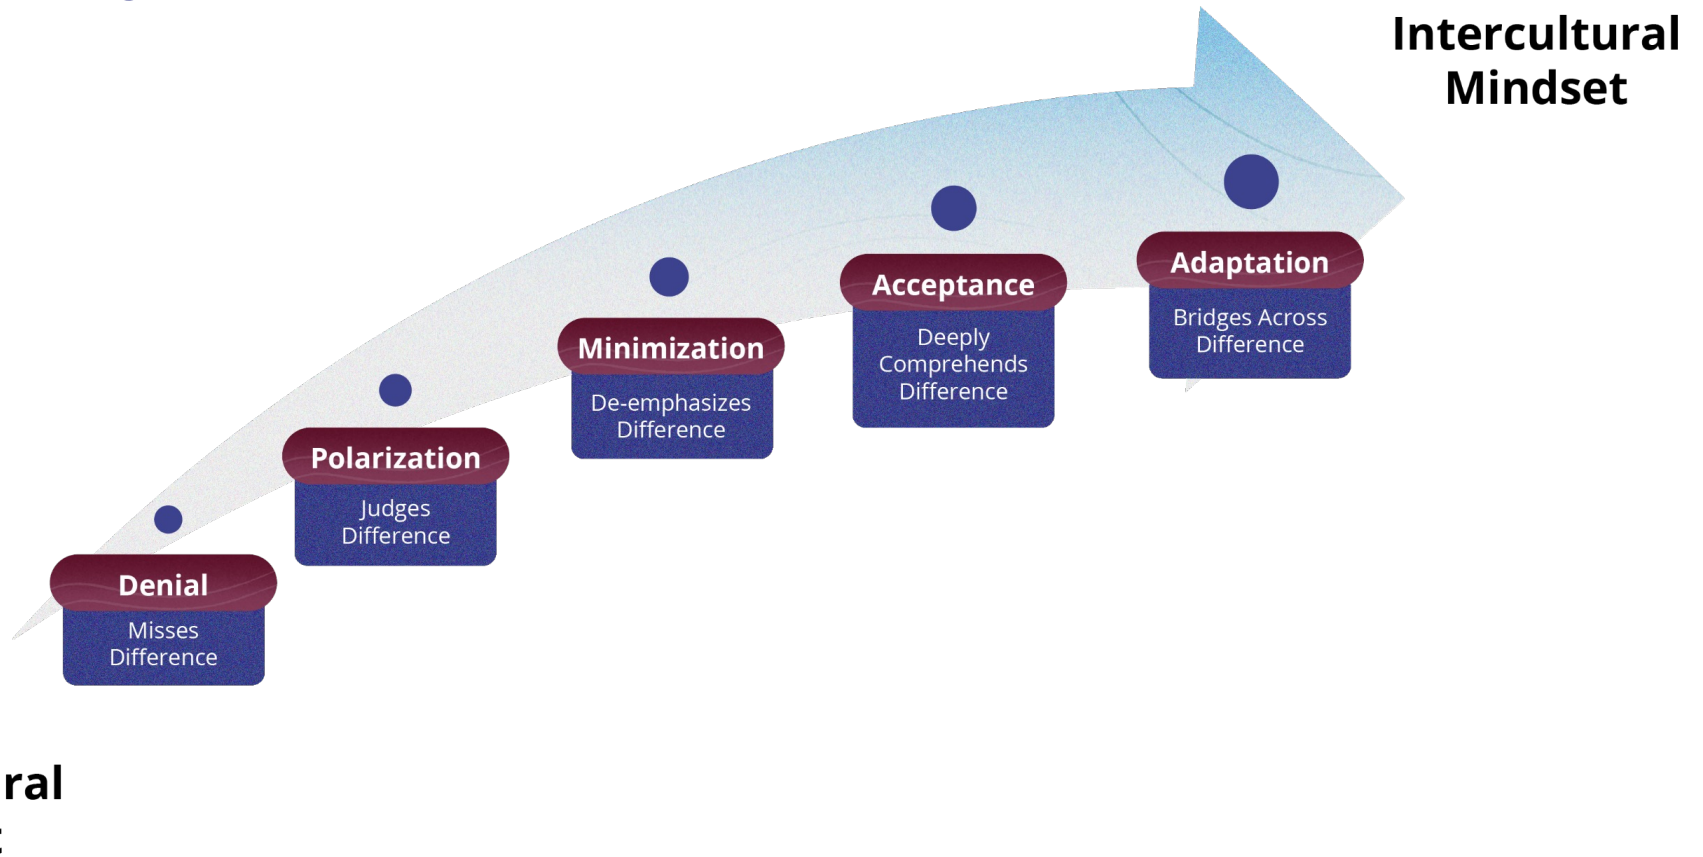 Intercultural
Mindset
Adaptation
Bridges Across
Difference
Acceptance
Deeply
Comprehends
Difference
Minimization
De-emphasizes
Difference
Polarization
Judges
Difference
Denial
Misses
Difference
ral